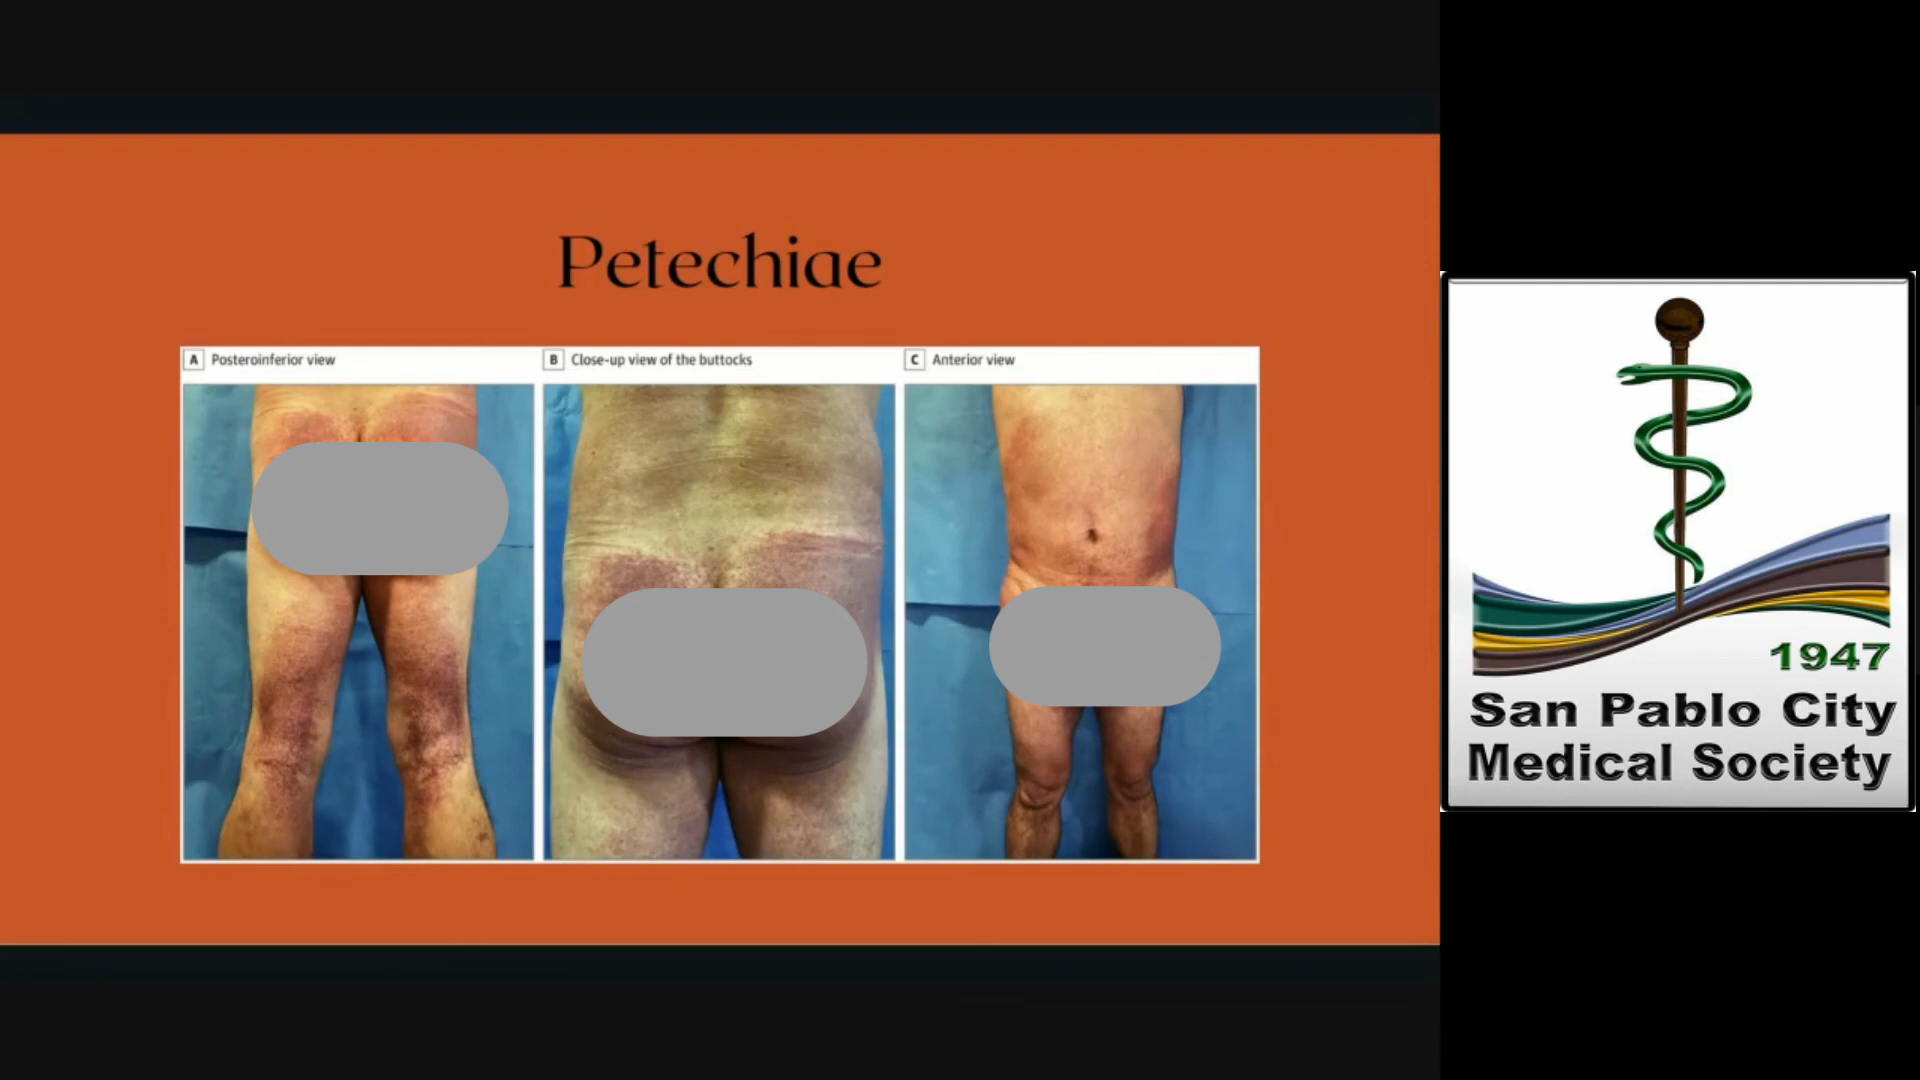 Petechiae
A Posteroinferior view
B Close-up view of the buttocks
C Anterior view
1947
San Pablo City
Medical Society